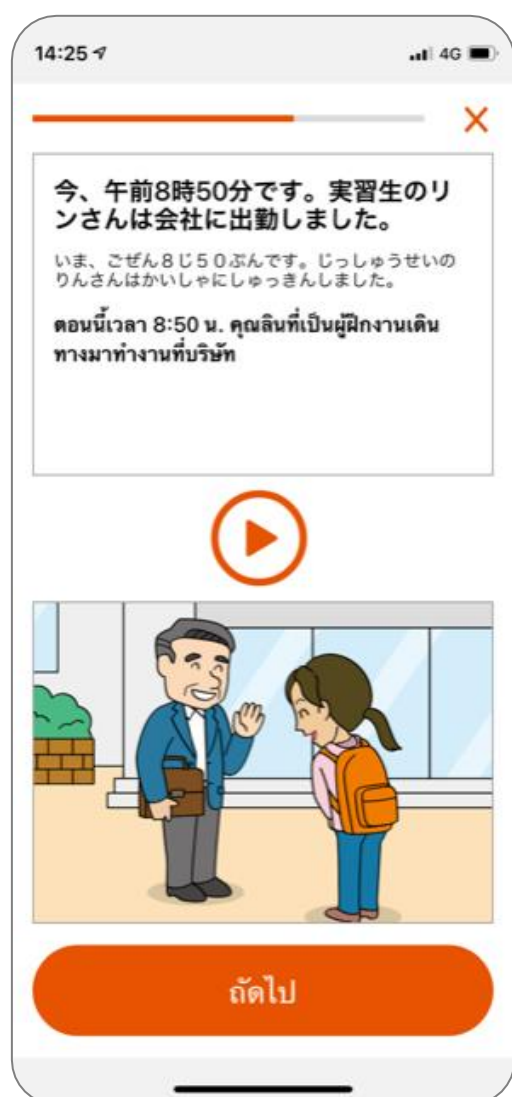 14:25
4G
今、午前8時50分です。実習生のリ
ンさんは会社に出勤しました。
いま、ごぜん８じ５０ぷんです。じっしゅうせいの
りんさんはかいしゃにしゅっきんしました。
ตอนนี้เวลา 8:50 น. คุณลินที่เป็นผู้ฝึกงานเดิน
ทางมาทำงานที่บริษัท
ถัดไป